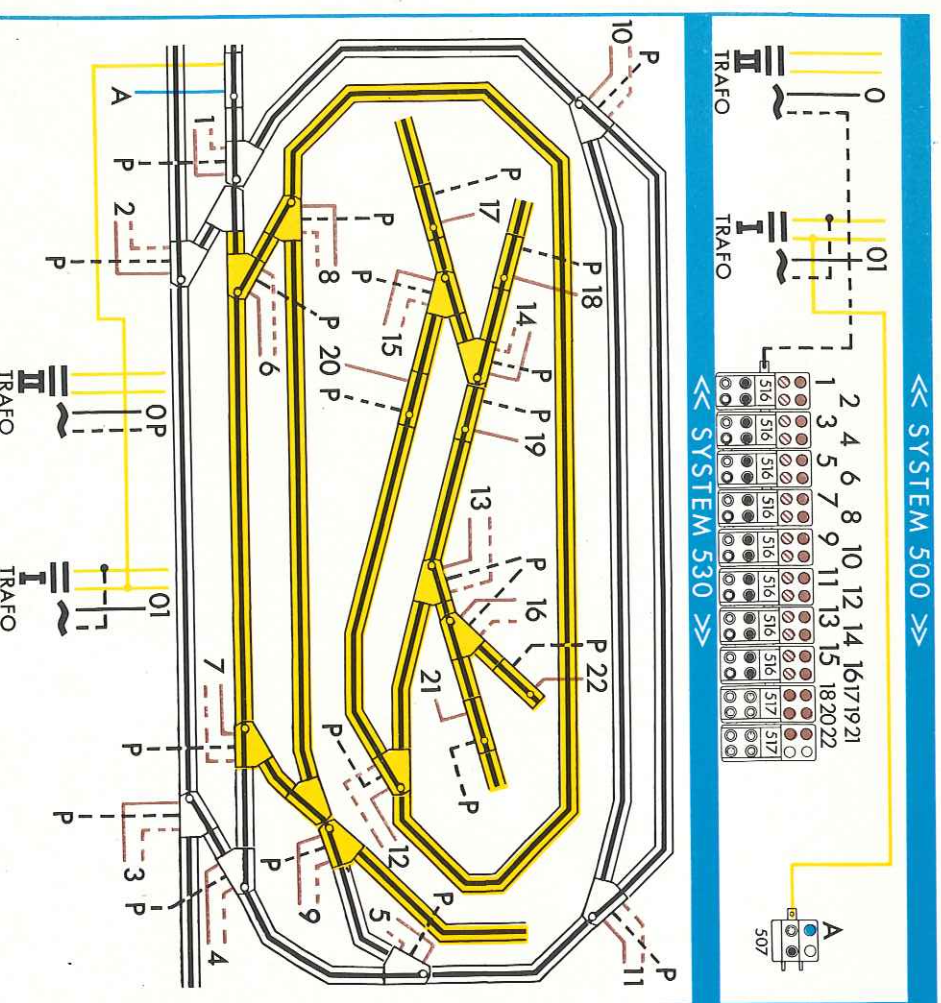 << SYSTEM 500 >>
0
II
TRAFO
01
I
TRAFO
2 4 6 8 10 12 14 16 17 19 21
1 3 5 7 9 11 13 15 18 20 22
516 516 516 516 516 516 516 516 517 517
A
507
<< SYSTEM 530 >>
10 P
P 11
P 18
P 22
14
P
16
P 17
P 19
P
13
21
P
P
15
20 P
P
12
P
5
P
8
P
6
P
9
7
P
P
4
A
1
P
2
P
P
3
0 P
II
TRAFO
01
I
TRAFO